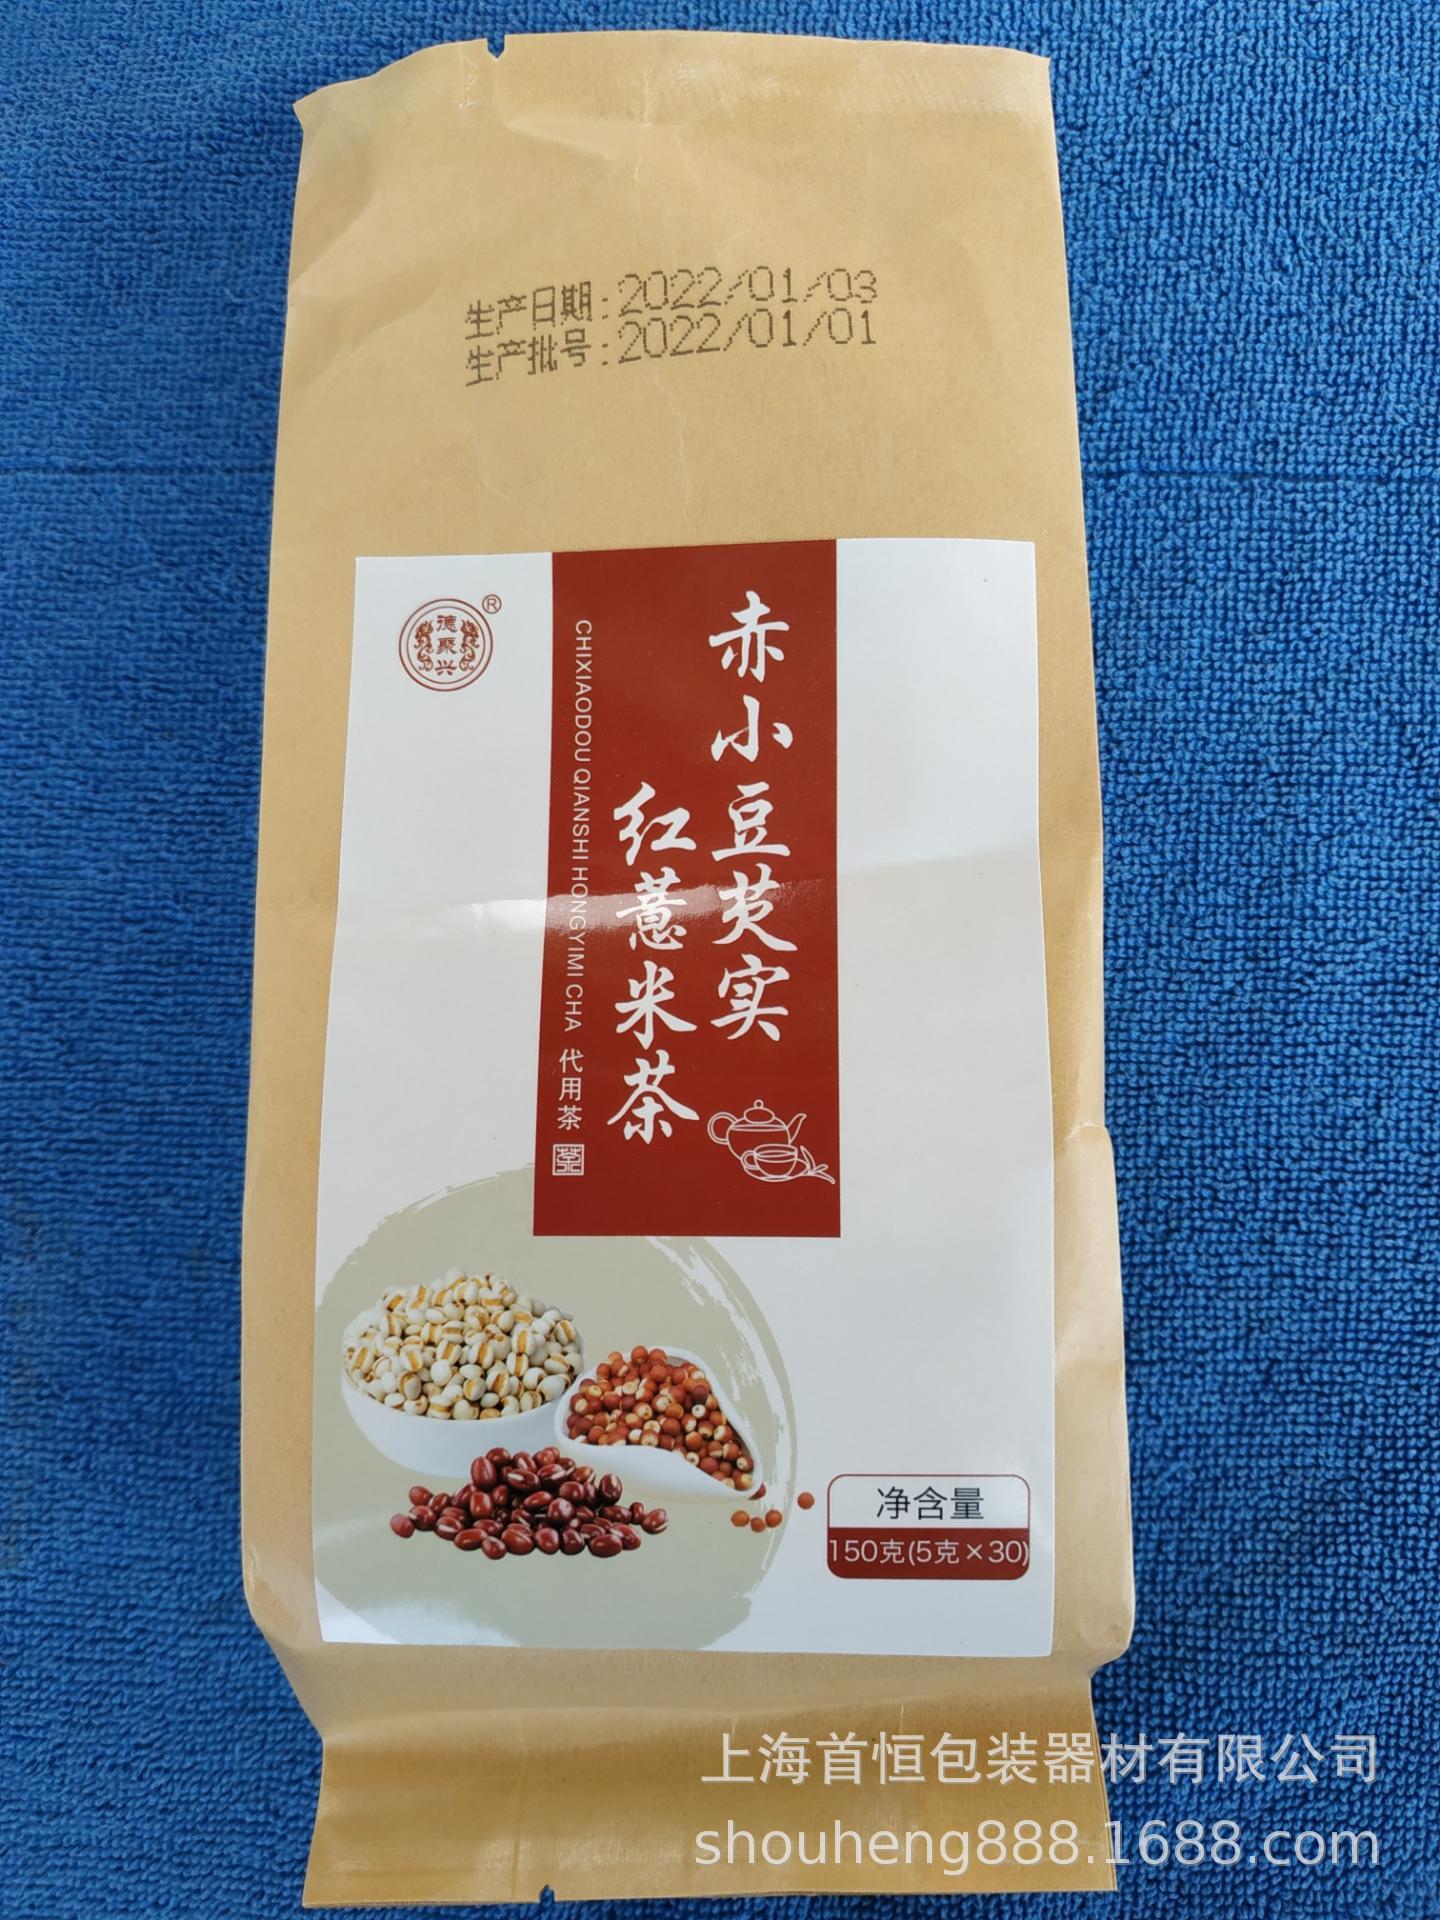 生产日期:2022/01/03
生产批号:2022/01/01
德聚兴
®
赤小豆芡实
红薏米茶
CHIXIAODOU QIANSHI HONGYIMI CHA 代用茶
茶
净含量
150克(5克×30)
上海首恒包装器材有限公司
shouheng888.1688.com